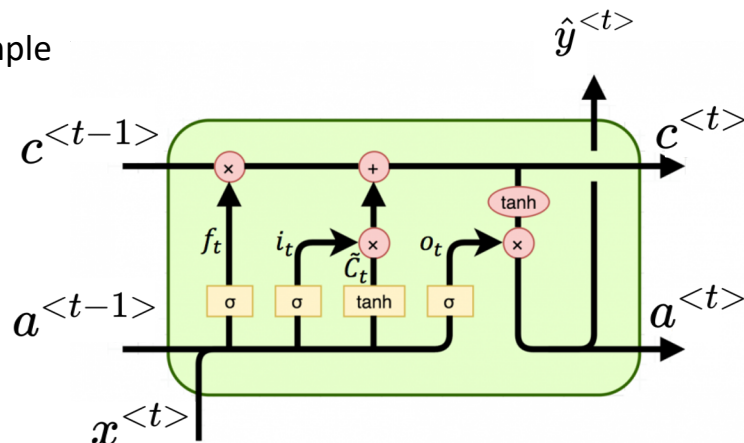 ŷ^{<t>}
c^{<t-1>} c^{<t>}
× +
tanh
f_t i_t × o_t ×
C̃_t
σ σ tanh σ
a^{<t-1>} a^{<t>}
x^{<t>}